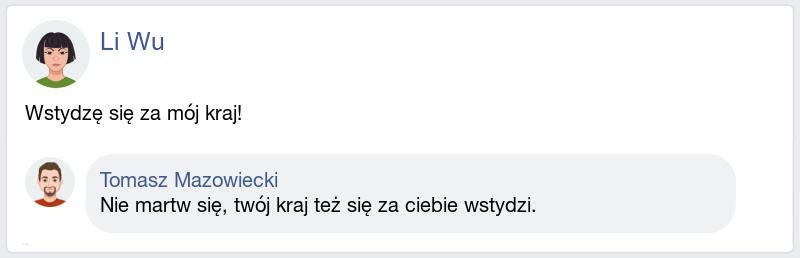 Li Wu
Wstydzę się za mój kraj!
Tomasz Mazowiecki
Nie martw się, twój kraj też się za ciebie wstydzi.